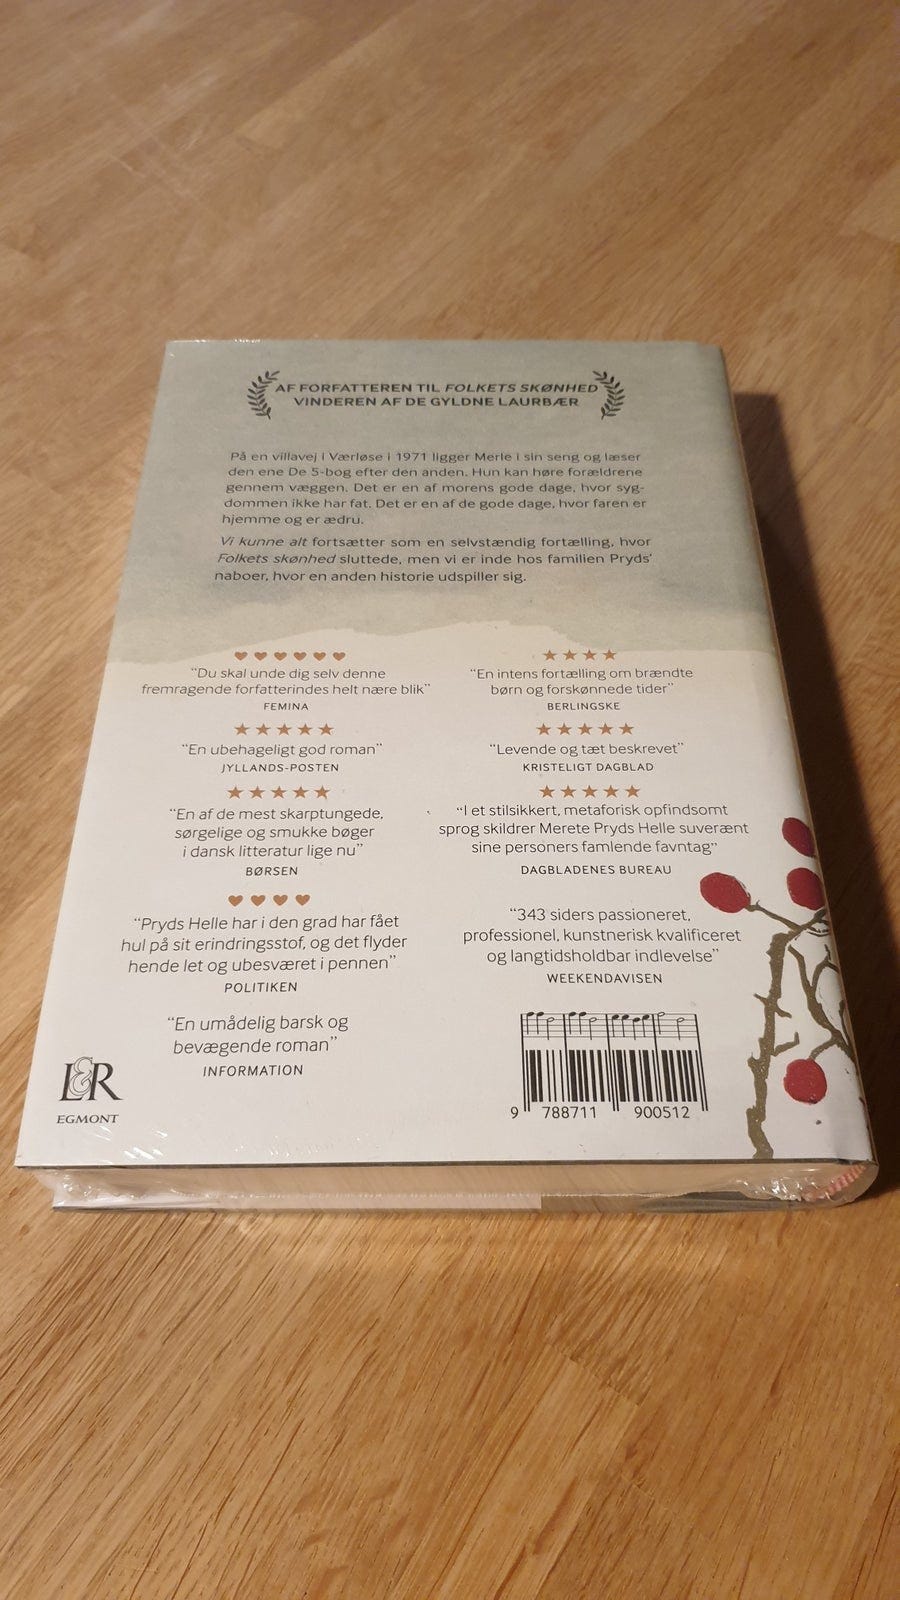 AF FORFATTEREN TIL FOLKETS SKØNHED
VINDEREN AF DE GYLDNE LAURBÆR
På en villavej i Værløse i 1971 ligger Merle i sin seng og læser
den ene De 5-bog efter den anden. Hun kan høre forældrene
gennem væggen. Det er en af morens gode dage, hvor syg-
dommen ikke har fat. Det er en af de gode dage, hvor faren er
hjemme og er ædru.
Vi kunne alt fortsætter som en selvstændig fortælling, hvor
Folkets skønhed sluttede, men vi er inde hos familien Pryds'
naboer, hvor en anden historie udspiller sig.
"Du skal unde dig selv denne
fremragende forfatterindes helt nære blik"
FEMINA
"En ubehageligt god roman"
JYLLANDS-POSTEN
"En af de mest skarptungede,
sørgelige og smukke bøger
i dansk litteratur lige nu"
BØRSEN
"Pryds Helle har i den grad har fået
hul på sit erindringsstof, og det flyder
hende let og ubesværet i pennen"
POLITIKEN
"En umådelig barsk og
bevægende roman"
INFORMATION
"En intens fortælling om brændte
børn og forskønnede tider"
BERLINGSKE
"Levende og tæt beskrevet"
KRISTELIGT DAGBLAD
"I et stilsikkert, metaforisk opfindsomt
sprog skildrer Merete Pryds Helle suverænt
sine personers famlende favntag"
DAGBLADENES BUREAU
"343 siders passioneret,
professionel, kunstnerisk kvalificeret
og langtidsholdbar indlevelse"
WEEKENDAVISEN
L&R
EGMONT
9 788711 900512